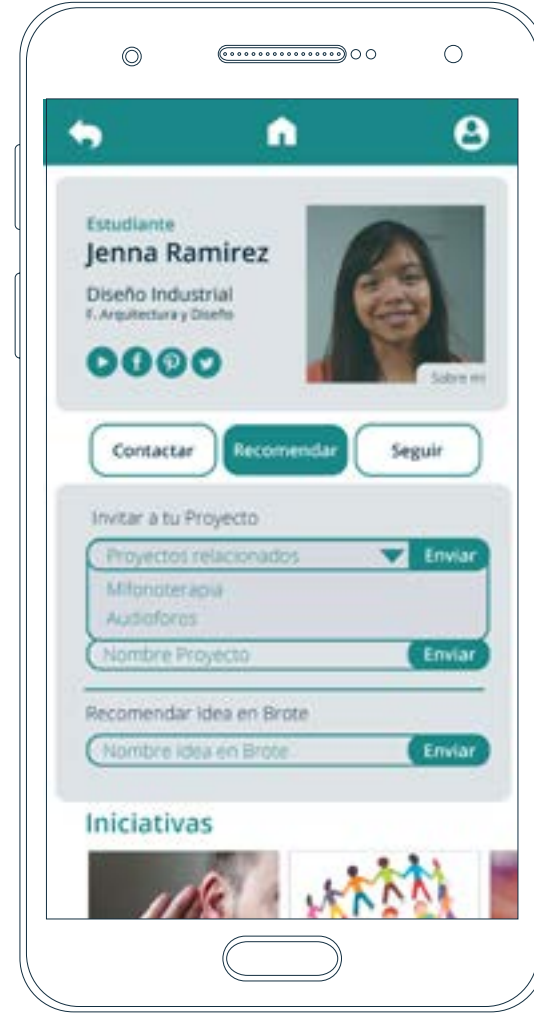 Estudiante
Jenna Ramirez
Diseño Industrial
F. Arquitectura y Diseño
Sobre mi
Contactar
Recomendar
Seguir
Invitar a tu Proyecto
Proyectos relacionados
Enviar
Mifonoterapia
Audioforos
Nombre Proyecto
Enviar
Recomendar Idea en Brote
Nombre idea en Brote
Enviar
Iniciativas